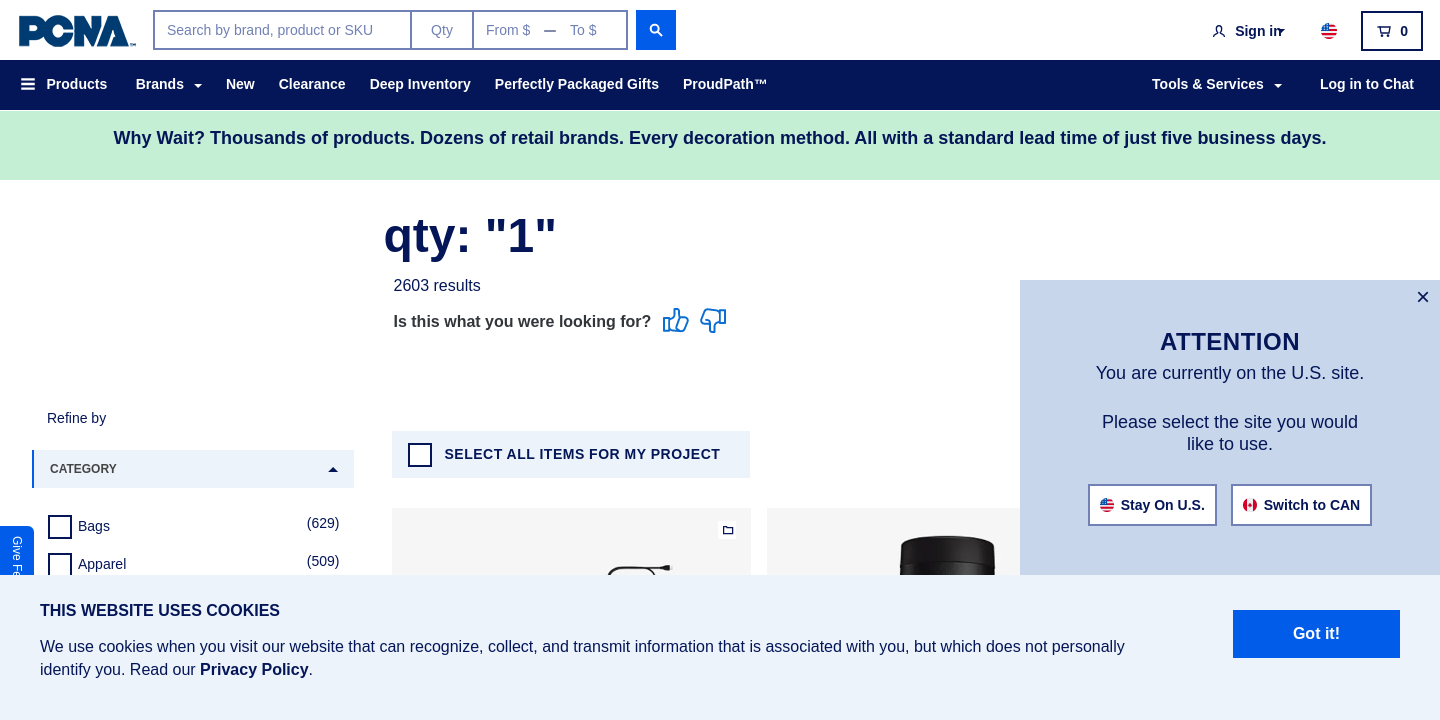 PCNA™
Search by brand, product or SKU
Qty
From $ — To $
Sign in
0
Products
Brands
New
Clearance
Deep Inventory
Perfectly Packaged Gifts
ProudPath™
Tools & Services
Log in to Chat
Why Wait? Thousands of products. Dozens of retail brands. Every decoration method. All with a standard lead time of just five business days.
qty: "1"
2603 results
Is this what you were looking for?
×
ATTENTION
You are currently on the U.S. site.
Please select the site you would
like to use.
Stay On U.S.
Switch to CAN
Refine by
CATEGORY
SELECT ALL ITEMS FOR MY PROJECT
Bags (629)
Apparel (509)
Give
THIS WEBSITE USES COOKIES
We use cookies when you visit our website that can recognize, collect, and transmit information that is associated with you, but which does not personally
identify you. Read our Privacy Policy.
Got it!